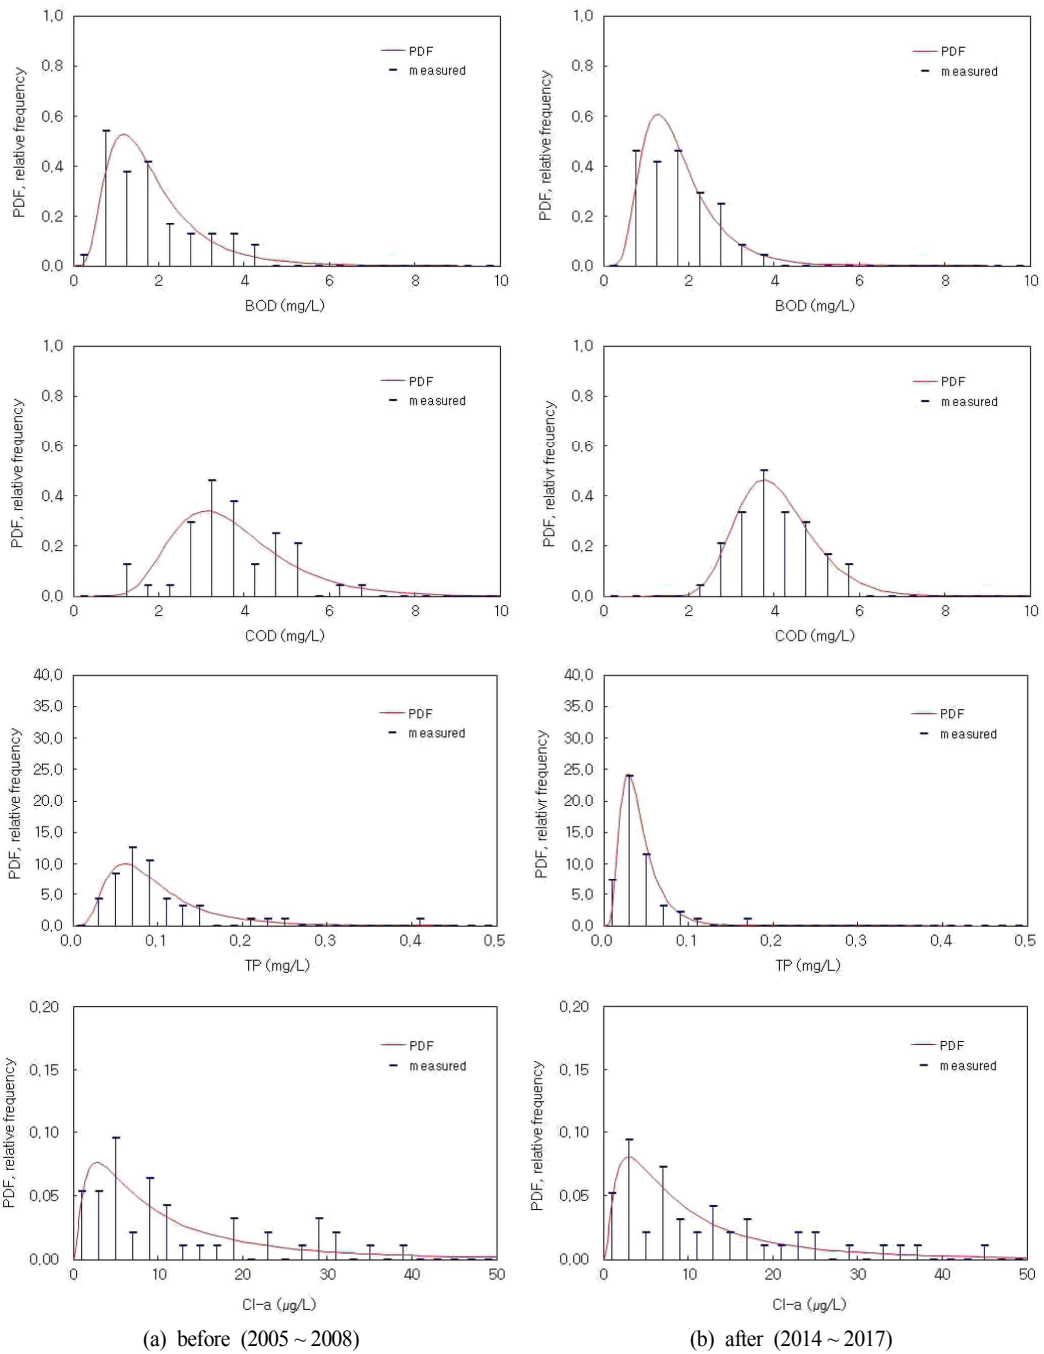 1,0
0,8
0,6
0,4
0,2
0,0
PDF, relative frequency
PDF
measured
2
4
6
8
10
BOD (mg/L)
1,0
0,8
0,6
0,4
0,2
0,0
PDF, relative frequency
PDF
measured
0
2
4
6
8
10
BOD (mg/L)
1,0
0,8
0,6
0,4
0,2
0,0
PDF, relative frequency
PDF
measured
0
2
4
6
8
10
COD (mg/L)
1,0
0,8
0,6
0,4
0,2
0,0
PDF, relativr frequency
PDF
measured
0
2
4
6
8
10
COD (mg/L)
40,0
35,0
30,0
25,0
20,0
15,0
10,0
5,0
0,0
PDF, relative frequency
PDF
measured
0,0
0,1
0,2
0,3
0,4
0,5
TP (mg/L)
40,0
35,0
30,0
25,0
20,0
15,0
10,0
5,0
0,0
PDF, relativr frequency
PDF
measured
0,0
0,1
0,2
0,3
0,4
0,5
TP (mg/L)
0,20
0,15
0,10
0,05
0,00
PDF, relative frequency
PDF
measured
0
10
20
30
40
50
Cl-a (µg/L)
0,20
0,15
0,10
0,05
0,00
PDF, relative frequency
PDF
measured
0
10
20
30
40
50
Cl-a (µg/L)
(a) before (2005 ~ 2008)
(b) after (2014 ~ 2017)